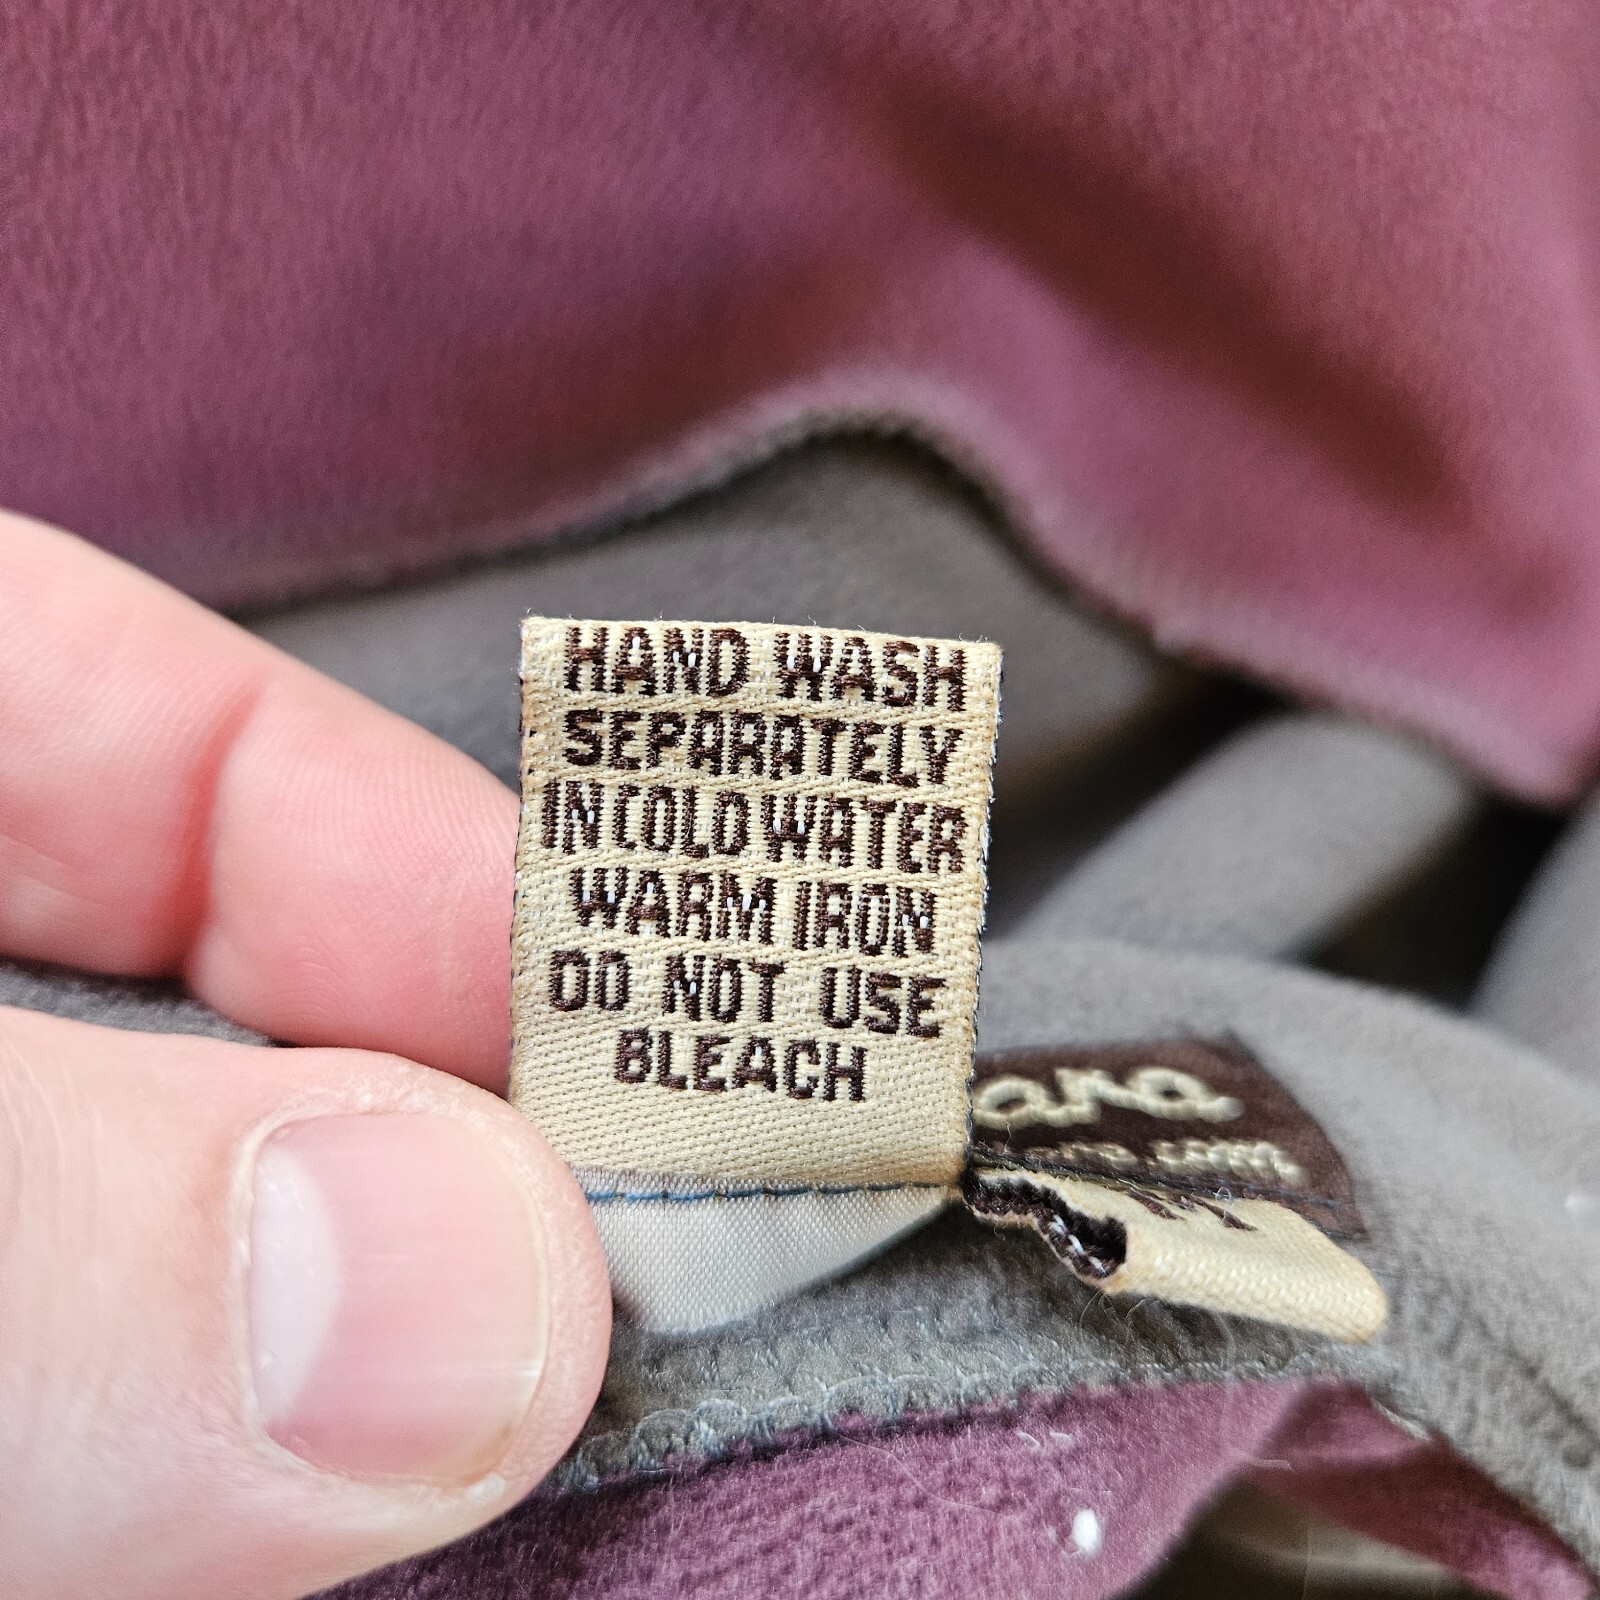 HAND WASH
SEPARATELY
IN COLD WATER
WARM IRON
DO NOT USE
BLEACH